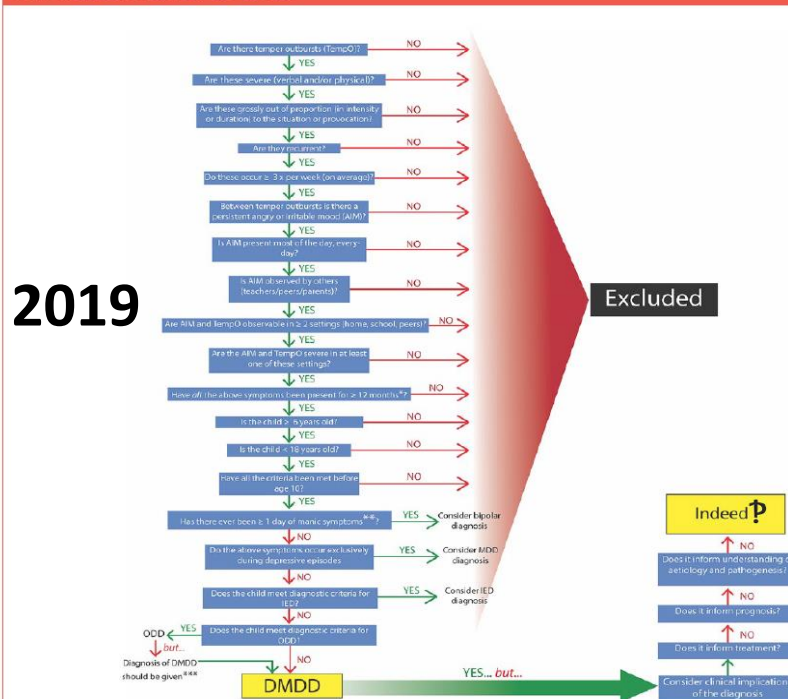 2019
Are there temper outbursts (TempO)?
NO
YES
Are these severe (verbal and/or physical)?
NO
YES
Are these grossly out of proportion (in intensity
or duration) to the situation or provocation?
NO
YES
Are they recurrent?
NO
YES
Do these occur ≥ 3 x per week (on average)?
NO
YES
Between temper outbursts is there a
persistent angry or irritable mood (AIM)?
NO
YES
Is AIM present most of the day, every-
day?
NO
YES
Is AIM observed by others
(teachers/peers/parents)?
NO
YES
Are AIM and TempO observable in ≥ 2 settings (home, school, peers)?
NO
YES
Are the AIM and TempO severe in at least
one of these settings?
NO
YES
Have all the above symptoms been present for ≥ 12 months*?
NO
YES
Is the child ≥ 6 years old?
NO
YES
Is the child < 18 years old?
NO
YES
Have all the criteria been met before
age 10?
NO
YES
Excluded
Has there ever been ≥ 1 day of manic symptoms**?
YES
Consider bipolar
diagnosis
NO
Do the above symptoms occur exclusively
during depressive episodes
YES
Consider MDD
diagnosis
NO
Does the child meet diagnostic criteria for
IED?
YES
Consider IED
diagnosis
NO
Does the child meet diagnostic criteria for
ODD?
YES
ODD
but...
Diagnosis of DMDD
should be given***
NO
DMDD
YES... but...
Consider clinical implication
of the diagnosis
Does it inform treatment?
NO
Does it inform prognosis?
NO
Does it inform understanding o
aetiology and pathogenesis?
NO
Indeed‽